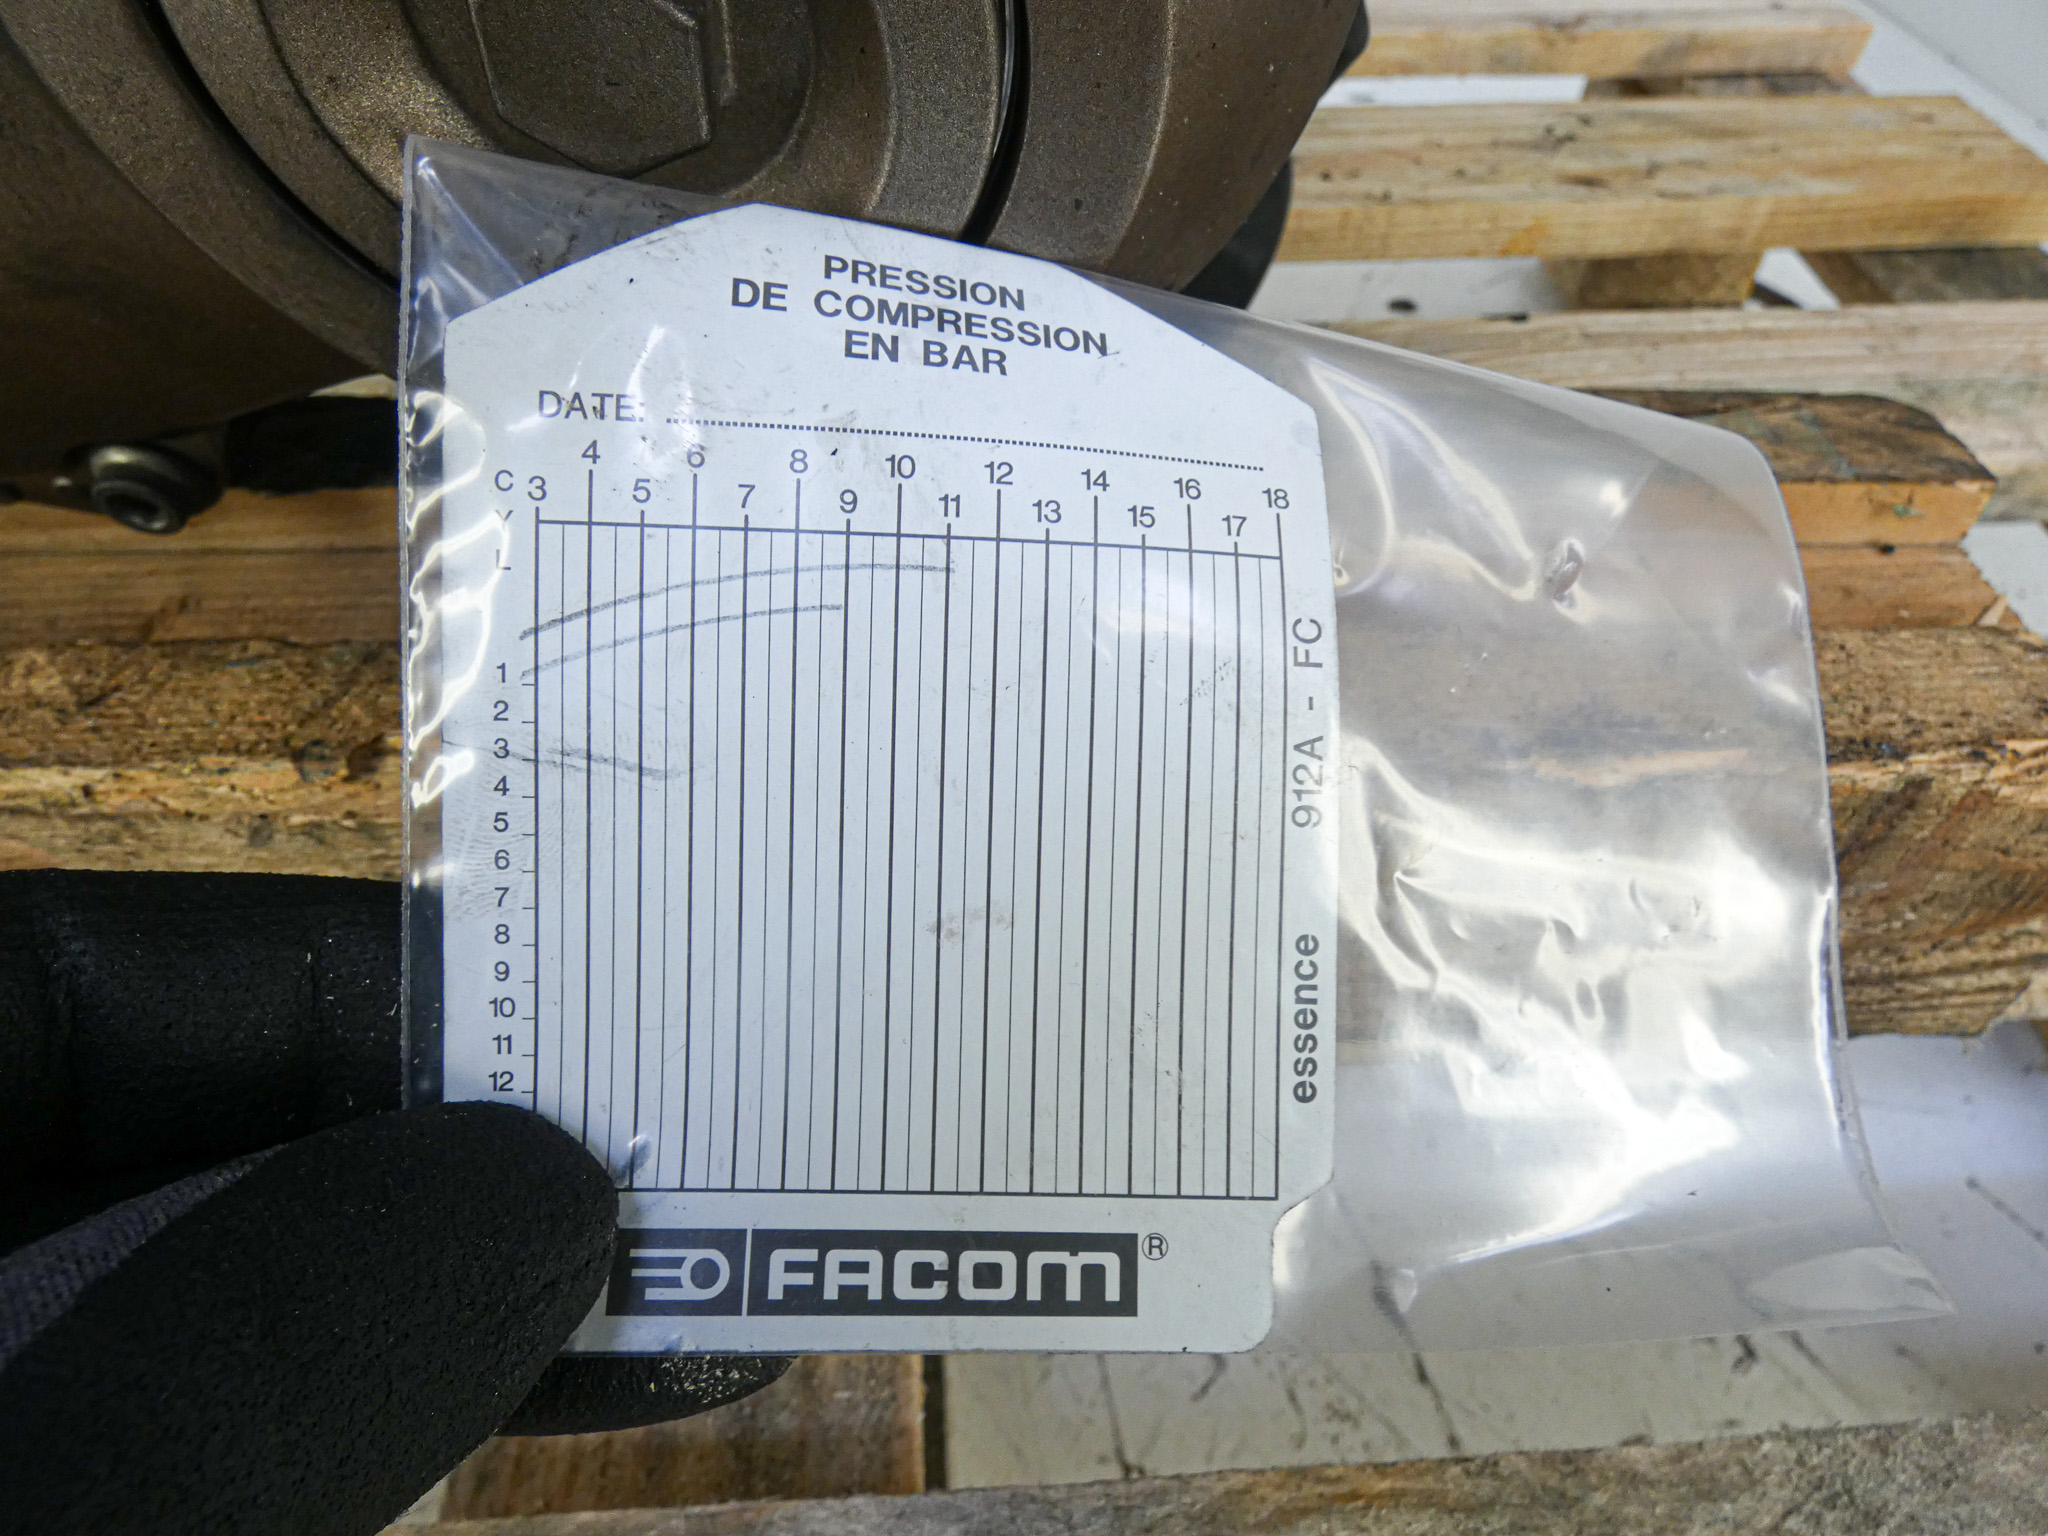 PRESSION
DE COMPRESSION
EN BAR
DATE:
4 6 8 10 12 14 16 18
C 3 5 7 9 11 13 15 17
Y
L
1
2
3
4
5
6
7
8
9
10
11
12
912A - FC
essence
FACOM®